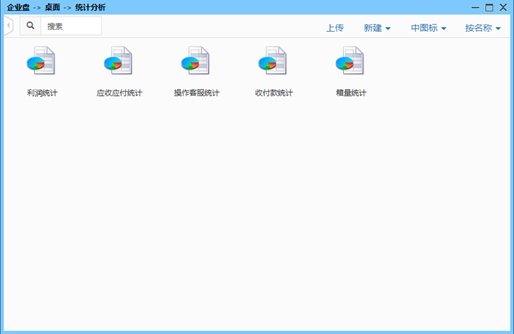 企业盘 -> 桌面 -> 统计分析
搜索 上传 新建 中图标 按名称
利润统计 应收应付统计 操作客服统计 收付款统计 箱量统计